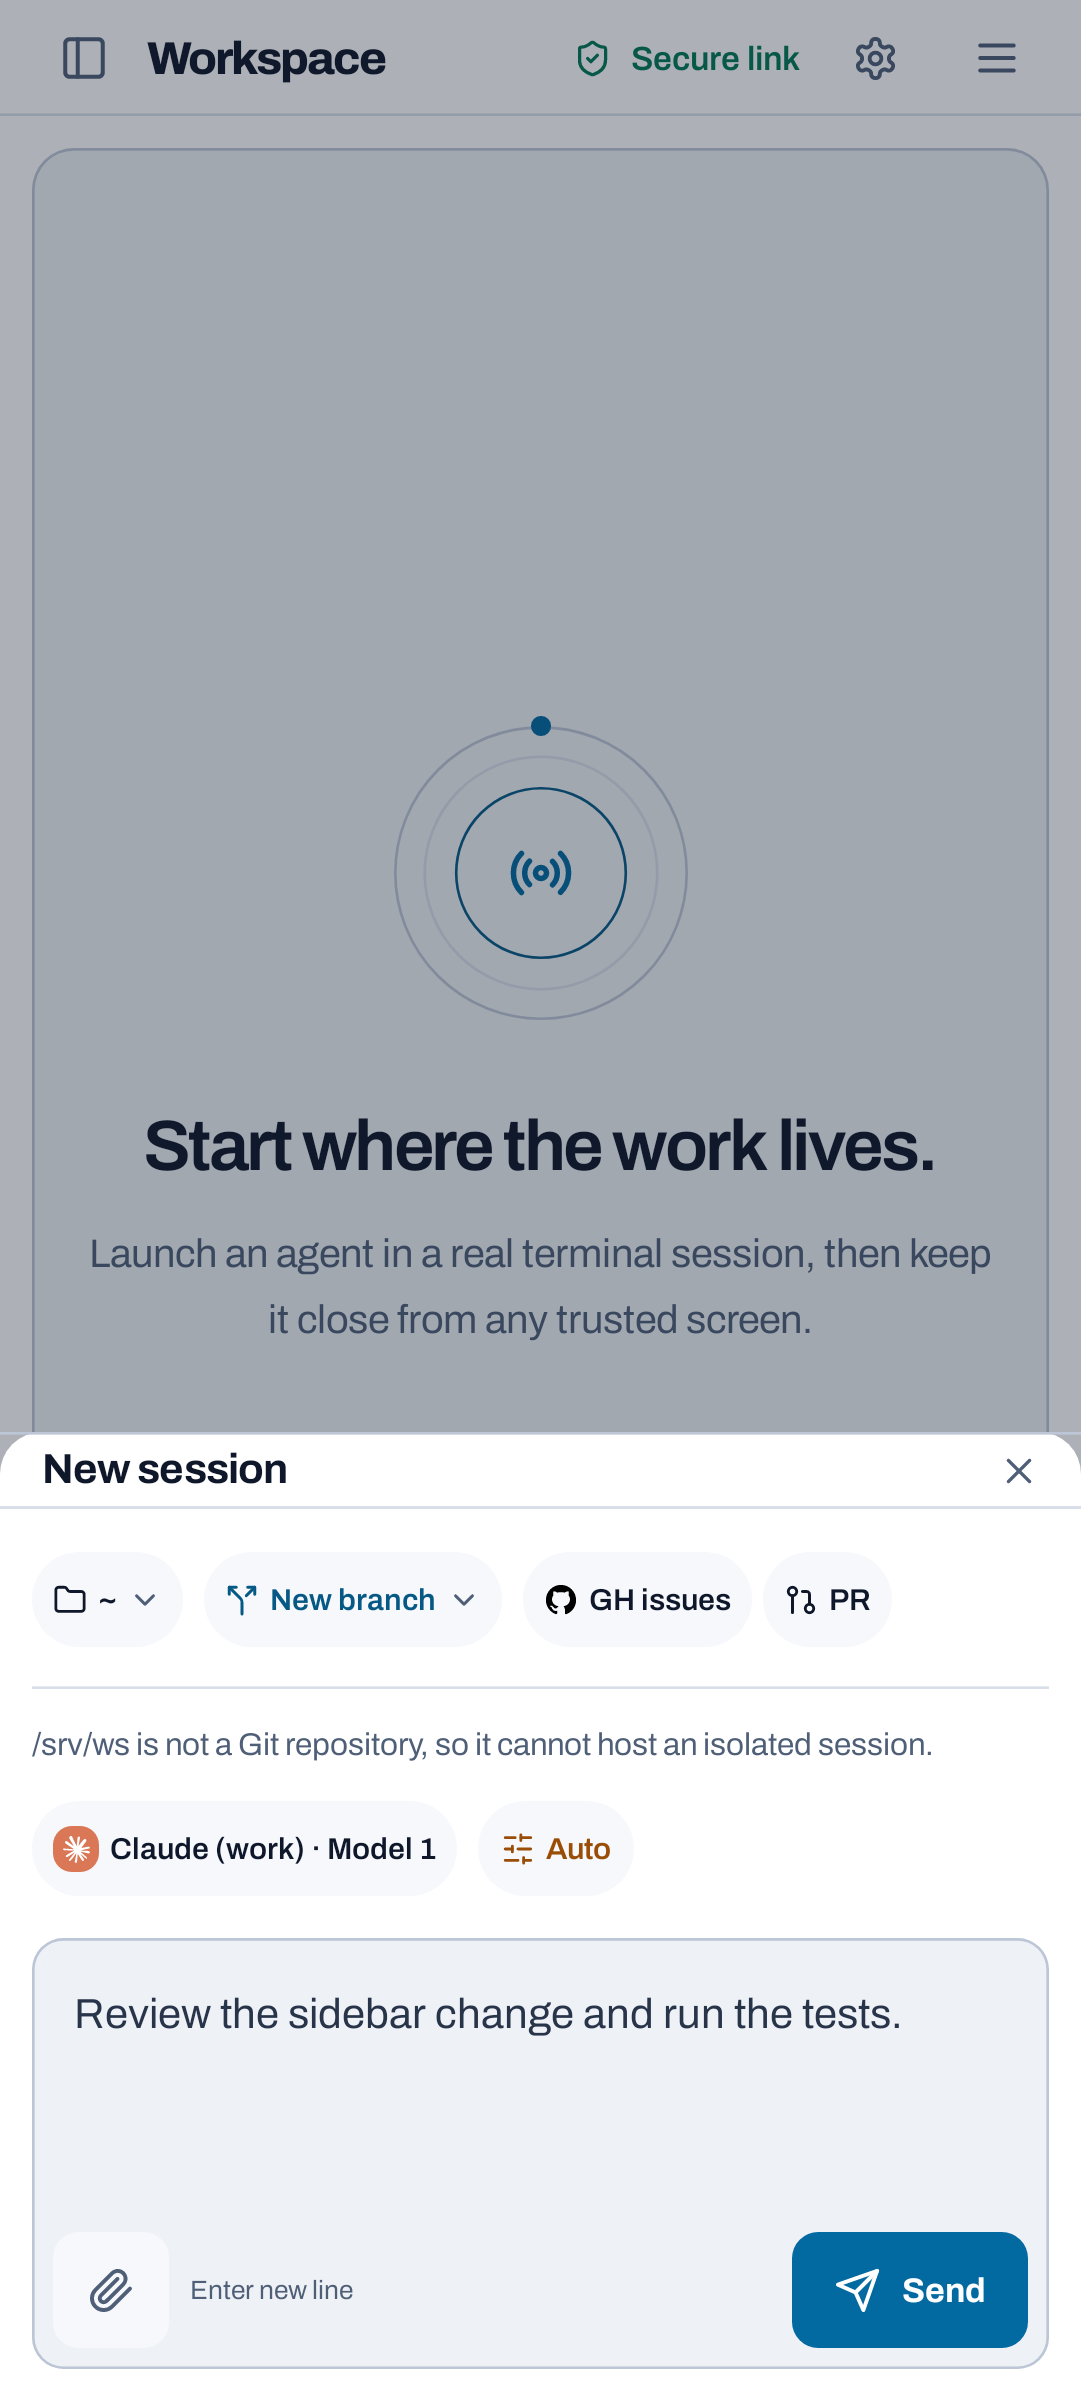 Workspace
Secure link
Start where the work lives.
Launch an agent in a real terminal session, then keep
it close from any trusted screen.
New session
~
New branch
GH issues
PR
/srv/ws is not a Git repository, so it cannot host an isolated session.
Claude (work) · Model 1
Auto
Review the sidebar change and run the tests.
Enter new line
Send